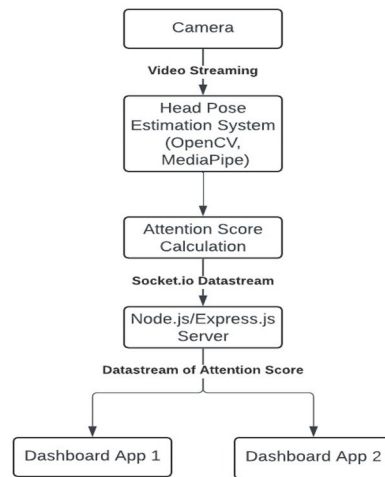 Camera
Video Streaming
Head Pose
Estimation System
(OpenCV,
MediaPipe)
Attention Score
Calculation
Socket.io Datastream
Node.js/Express.js
Server
Datastream of Attention Score
Dashboard App 1
Dashboard App 2